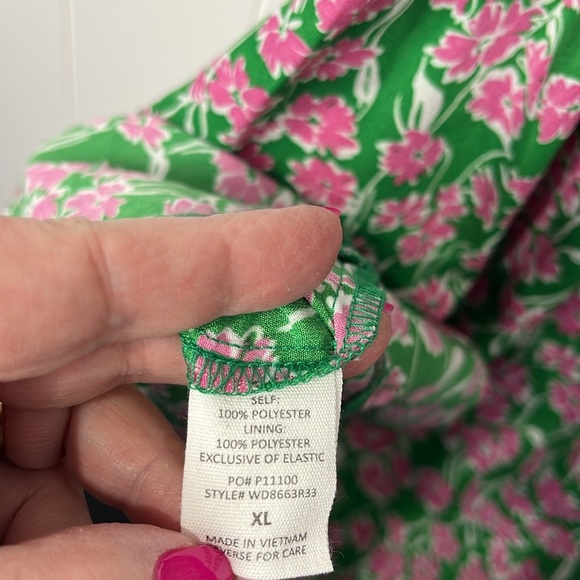 SELF:
100% POLYESTER
LINING:
100% POLYESTER
EXCLUSIVE OF ELASTIC
PO# P11100
STYLE# WD8663R33
XL
MADE IN VIETNAM
VERSE FOR CARE